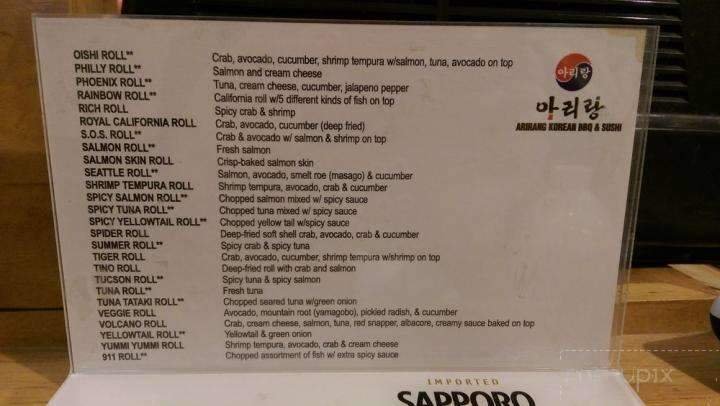 OISHI ROLL** Crab, avocado, cucumber, shrimp tempura w/salmon, tuna, avocado on top
PHILLY ROLL** Salmon and cream cheese
PHOENIX ROLL** Tuna, cream cheese, cucumber, jalapeno pepper
RAINBOW ROLL** California roll w/5 different kinds of fish on top
RICH ROLL Spicy crab & shrimp
ROYAL CALIFORNIA ROLL Crab, avocado, cucumber (deep fried)
S.O.S. ROLL** Crab & avocado w/ salmon & shrimp on top
SALMON ROLL** Fresh salmon
SALMON SKIN ROLL Crisp-baked salmon skin
SEATTLE ROLL** Salmon, avocado, smelt roe (masago) & cucumber
SHRIMP TEMPURA ROLL Shrimp tempura, avocado, crab & cucumber
SPICY SALMON ROLL** Chopped salmon mixed w/ spicy sauce
SPICY TUNA ROLL** Chopped tuna mixed w/ spicy sauce
SPICY YELLOWTAIL ROLL** Chopped yellow tail w/spicy sauce
SPIDER ROLL Deep-fried soft shell crab, avocado, crab & cucumber
SUMMER ROLL** Spicy crab & spicy tuna
TIGER ROLL Crab, avocado, cucumber, shrimp tempura w/shrimp on top
TINO ROLL Deep-fried roll with crab and salmon
TUCSON ROLL** Spicy tuna & spicy salmon
TUNA ROLL** Fresh tuna
TUNA TATAKI ROLL** Chopped seared tuna w/green onion
VEGGIE ROLL Avocado, mountain root (yamagobo), pickled radish, & cucumber
VOLCANO ROLL Crab, cream cheese, salmon, tuna, red snapper, albacore, creamy sauce baked on top
YELLOWTAIL ROLL** Yellowtail & green onion
YUMMI YUMMI ROLL Shrimp tempura, avocado, crab & cream cheese
911 ROLL** Chopped assortment of fish w/ extra spicy sauce
아리랑
아리랑
ARIRANG KOREAN BBQ & SUSHI
IMPORTED
SAPPORO
menupix